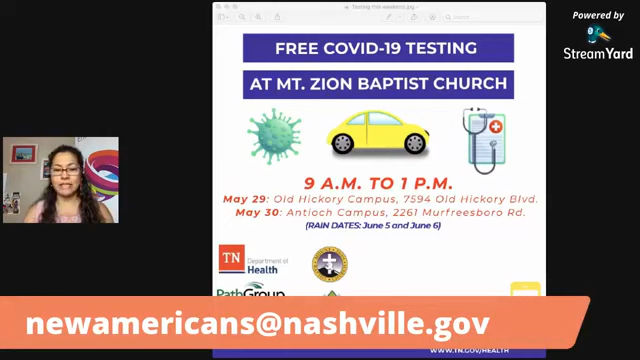 Testing this weekend.jpg
Search
Powered by
StreamYard
FREE COVID-19 TESTING
AT MT. ZION BAPTIST CHURCH
9 A.M. TO 1 P.M.
May 29: Old Hickory Campus, 7594 Old Hickory Blvd.
May 30: Antioch Campus, 2261 Murfreesboro Rd.
(RAIN DATES: June 5 and June 6)
TN
Department of
Health
PathGroup
newamericans@nashville.gov
WWW.TN.GOV/HEALTH